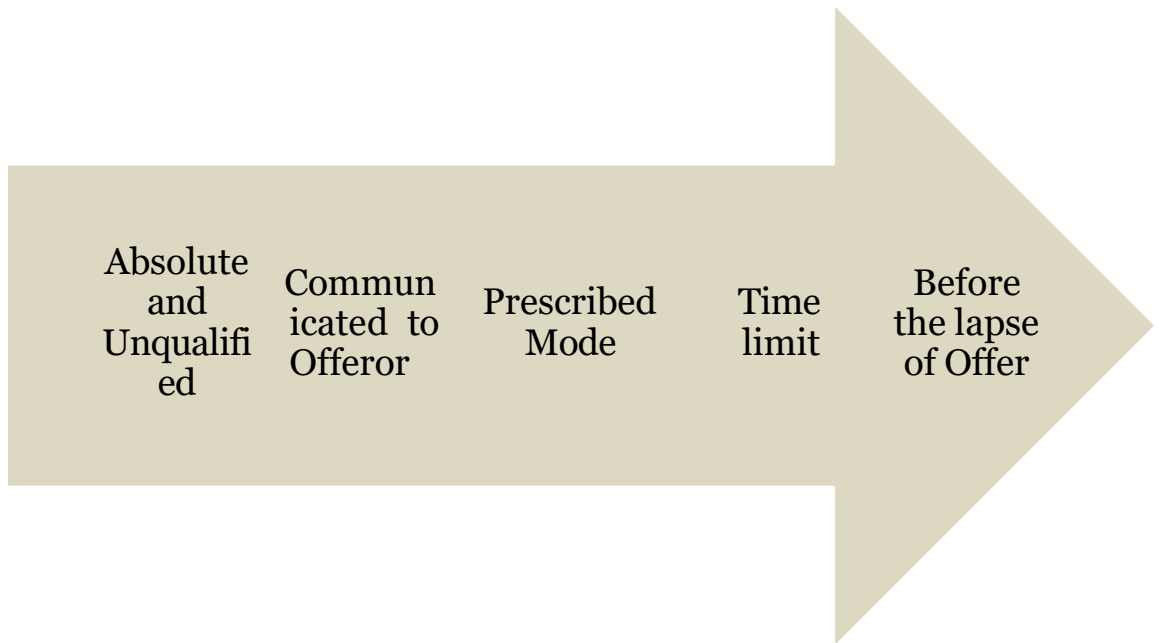 Absolute
and
Unqualifi
ed
Commun
icated to
Offeror
Prescribed
Mode
Time
limit
Before
the lapse
of Offer